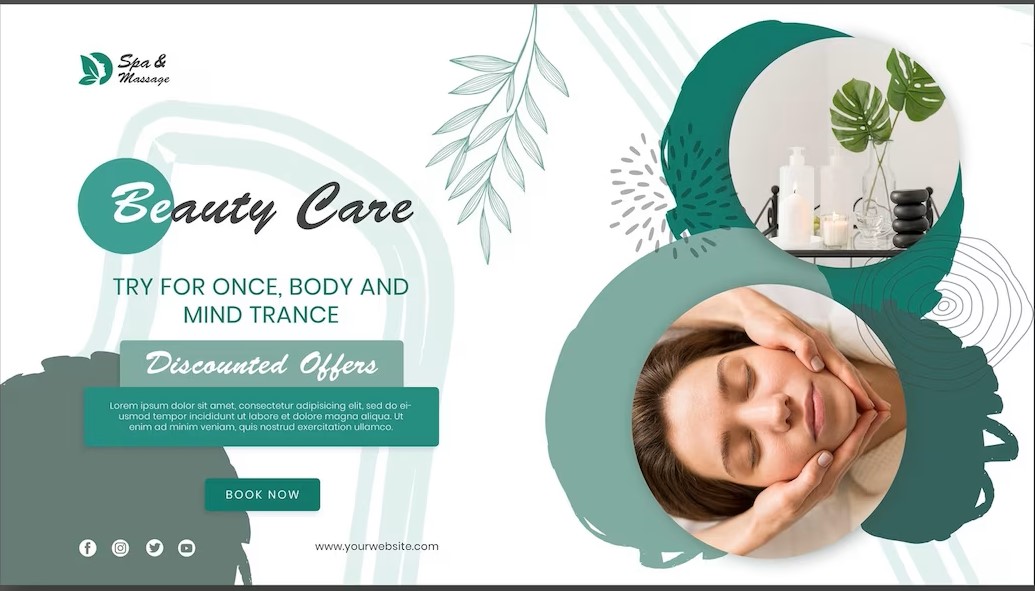 Spa &
Massage
Beauty Care
TRY FOR ONCE, BODY AND
MIND TRANCE
Discounted Offers
Lorem ipsum dolor sit amet, consectetur adipisicing elit, sed do ei-
usmod tempor incididunt ut labore et dolore magna aliqua. Ut
enim ad minim veniam, quis nostrud exercitation ullamco.
BOOK NOW
www.yourwebsite.com